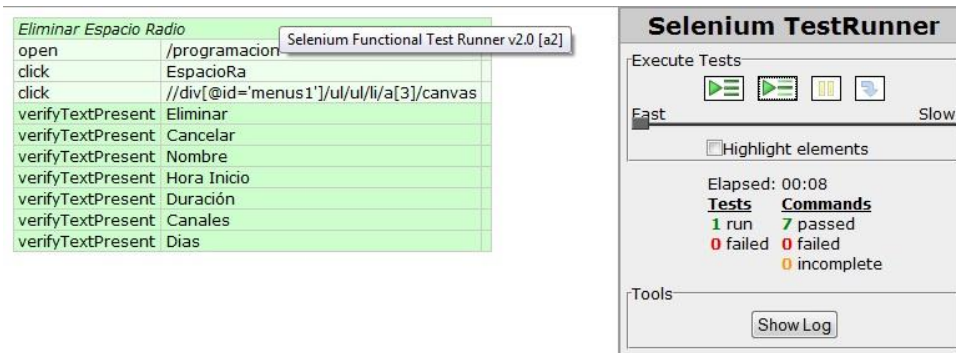 Eliminar Espacio Radio
Selenium Functional Test Runner v2.0 [a2]
open /programacion
click EspacioRa
click //div[@id='menus1']/ul/ul/li/a[3]/canvas
verifyTextPresent Eliminar
verifyTextPresent Cancelar
verifyTextPresent Nombre
verifyTextPresent Hora Inicio
verifyTextPresent Duración
verifyTextPresent Canales
verifyTextPresent Dias
Selenium TestRunner
Execute Tests
Fast Slow
Highlight elements
Elapsed: 00:08
Tests Commands
1 run 7 passed
0 failed 0 failed
0 incomplete
Tools
Show Log